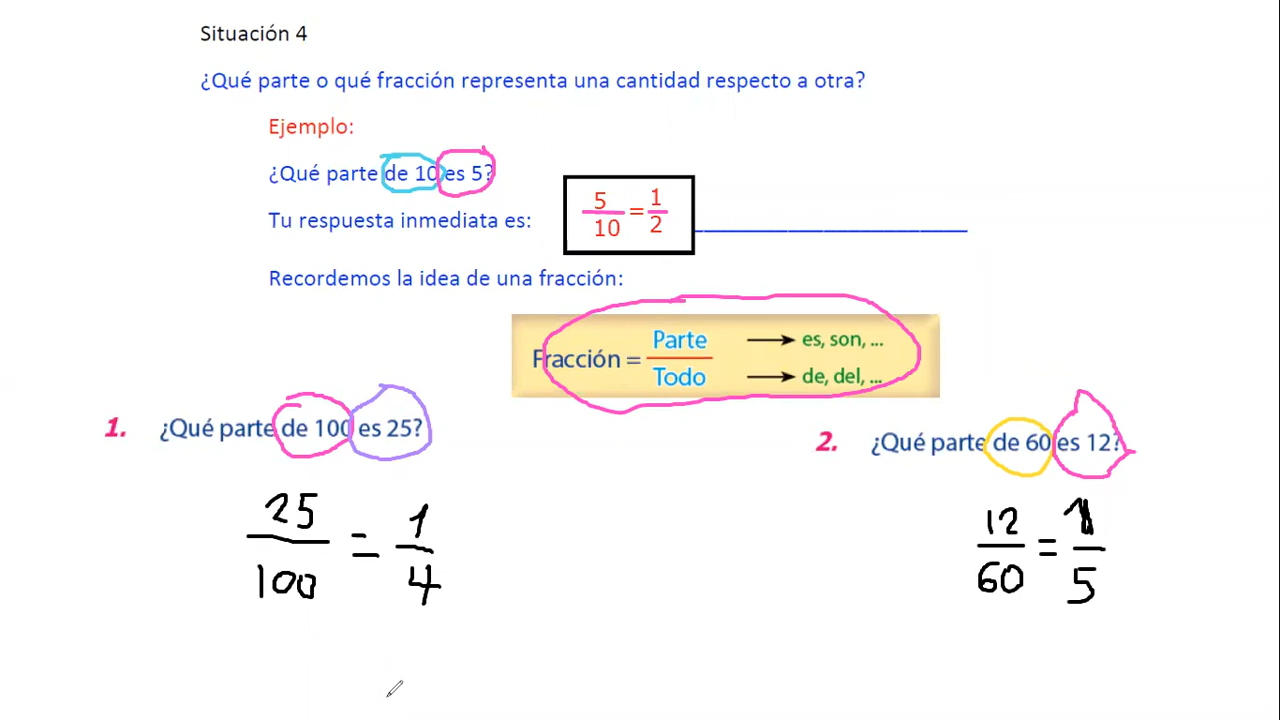 Situación 4
¿Qué parte o qué fracción representa una cantidad respecto a otra?
Ejemplo:
¿Qué parte de 10 es 5?
Tu respuesta inmediata es: 5/10 = 1/2 ____________________
Recordemos la idea de una fracción:
Fracción = Parte/Todo
→ es, son, ...
→ de, del, ...
1. ¿Qué parte de 100 es 25?
2. ¿Qué parte de 60 es 12?
25/100 = 1/4
12/60 = 1/5